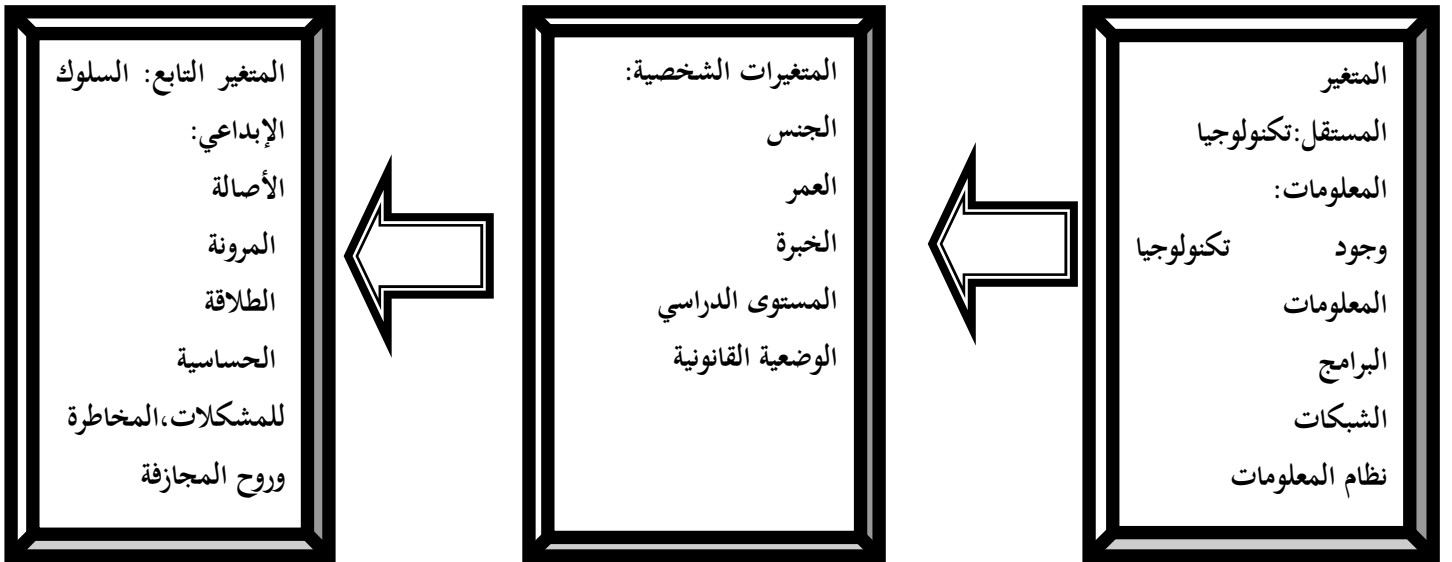 المتغير
المستقل:تكنولوجيا
المعلومات:
وجود تكنولوجيا
المعلومات
البرامج
الشبكات
نظام المعلومات
المتغيرات الشخصية:
الجنس
العمر
الخبرة
المستوى الدراسي
الوضعية القانونية
المتغير التابع: السلوك
الإبداعي:
الأصالة
المرونة
الطلاقة
الحساسية
للمشكلات،المخاطرة
وروح المجازفة